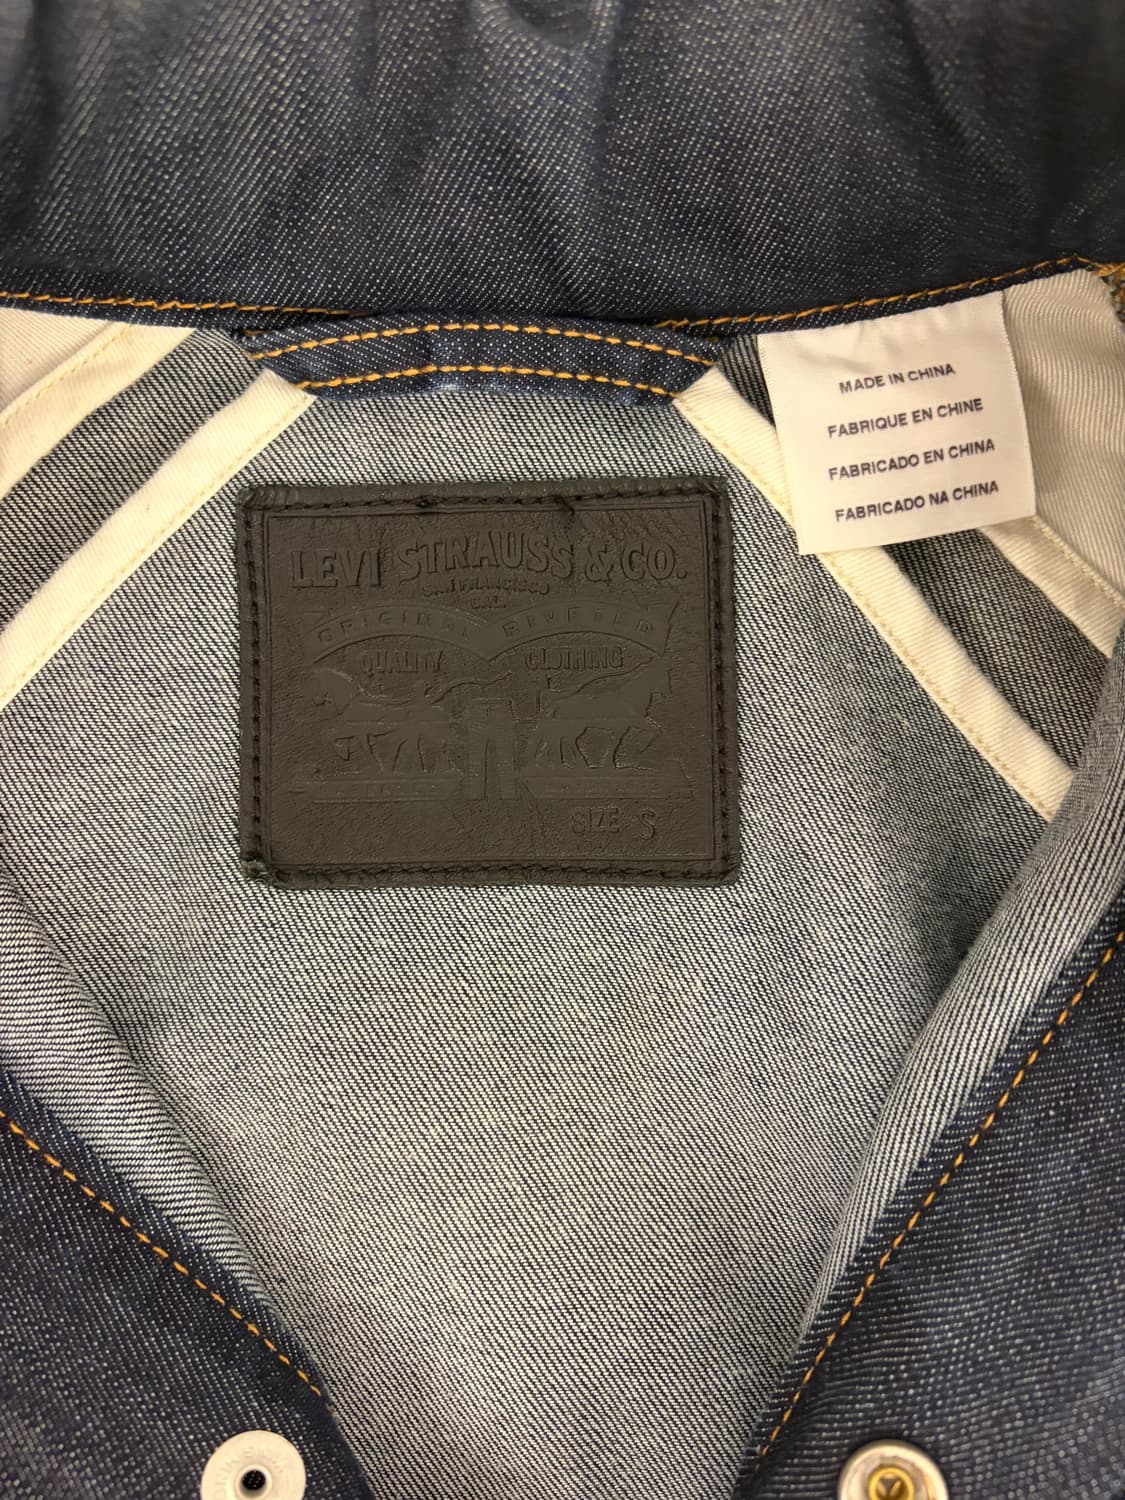 MADE IN CHINA
FABRIQUE EN CHINE
FABRICADO EN CHINA
FABRICADO NA CHINA
LEVI STRAUSS & CO.
SAN FRANCISCO
CAL.
ORIGINAL RIVETED
QUALITY CLOTHING
SIZE S